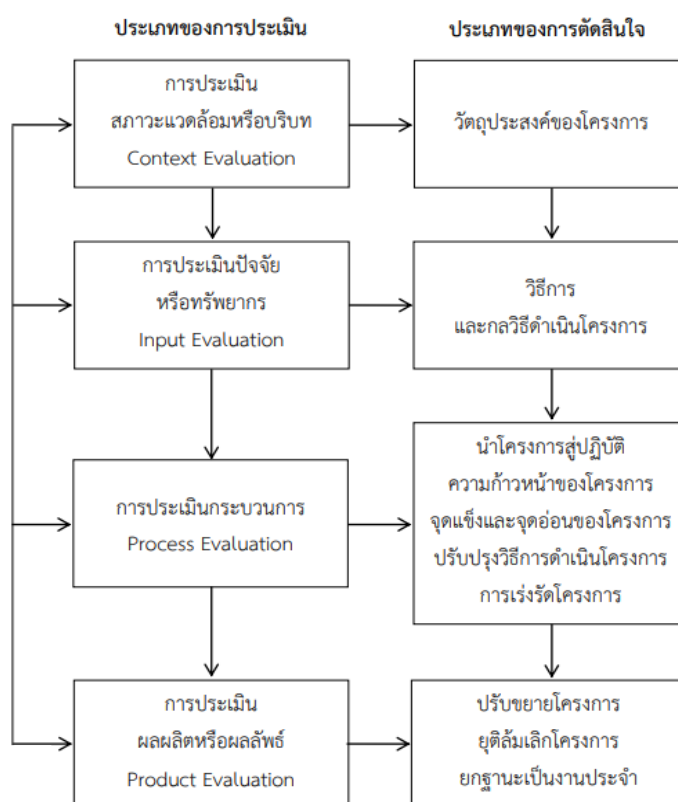 ประเภทของการประเมิน
ประเภทของการตัดสินใจ
การประเมิน
สภาวะแวดล้อมหรือบริบท
Context Evaluation
วัตถุประสงค์ของโครงการ
การประเมินปัจจัย
หรือทรัพยากร
Input Evaluation
วิธีการ
และกลวิธีดำเนินโครงการ
การประเมินกระบวนการ
Process Evaluation
นำโครงการสู่ปฏิบัติ
ความก้าวหน้าของโครงการ
จุดแข็งและจุดอ่อนของโครงการ
ปรับปรุงวิธีการดำเนินโครงการ
การเร่งรัดโครงการ
การประเมิน
ผลผลิตหรือผลลัพธ์
Product Evaluation
ปรับขยายโครงการ
ยุติล้มเลิกโครงการ
ยกฐานะเป็นงานประจำ